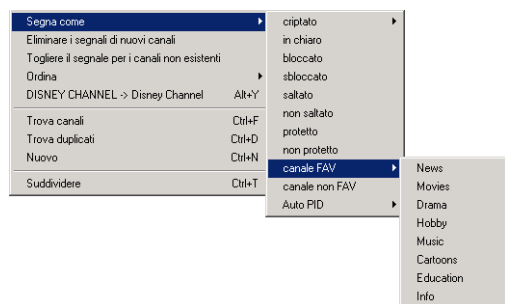 Segna come
Eliminare i segnali di nuovi canali
Togliere il segnale per i canali non esistenti
Ordina
DISNEY CHANNEL -> Disney Channel Alt+Y
Trova canali Ctrl+F
Trova duplicati Ctrl+D
Nuovo Ctrl+N
Suddividere Ctrl+T
criptato
in chiaro
bloccato
sbloccato
saltato
non saltato
protetto
non protetto
canale FAV
canale non FAV
Auto PID
News
Movies
Drama
Hobby
Music
Cartoons
Education
Info